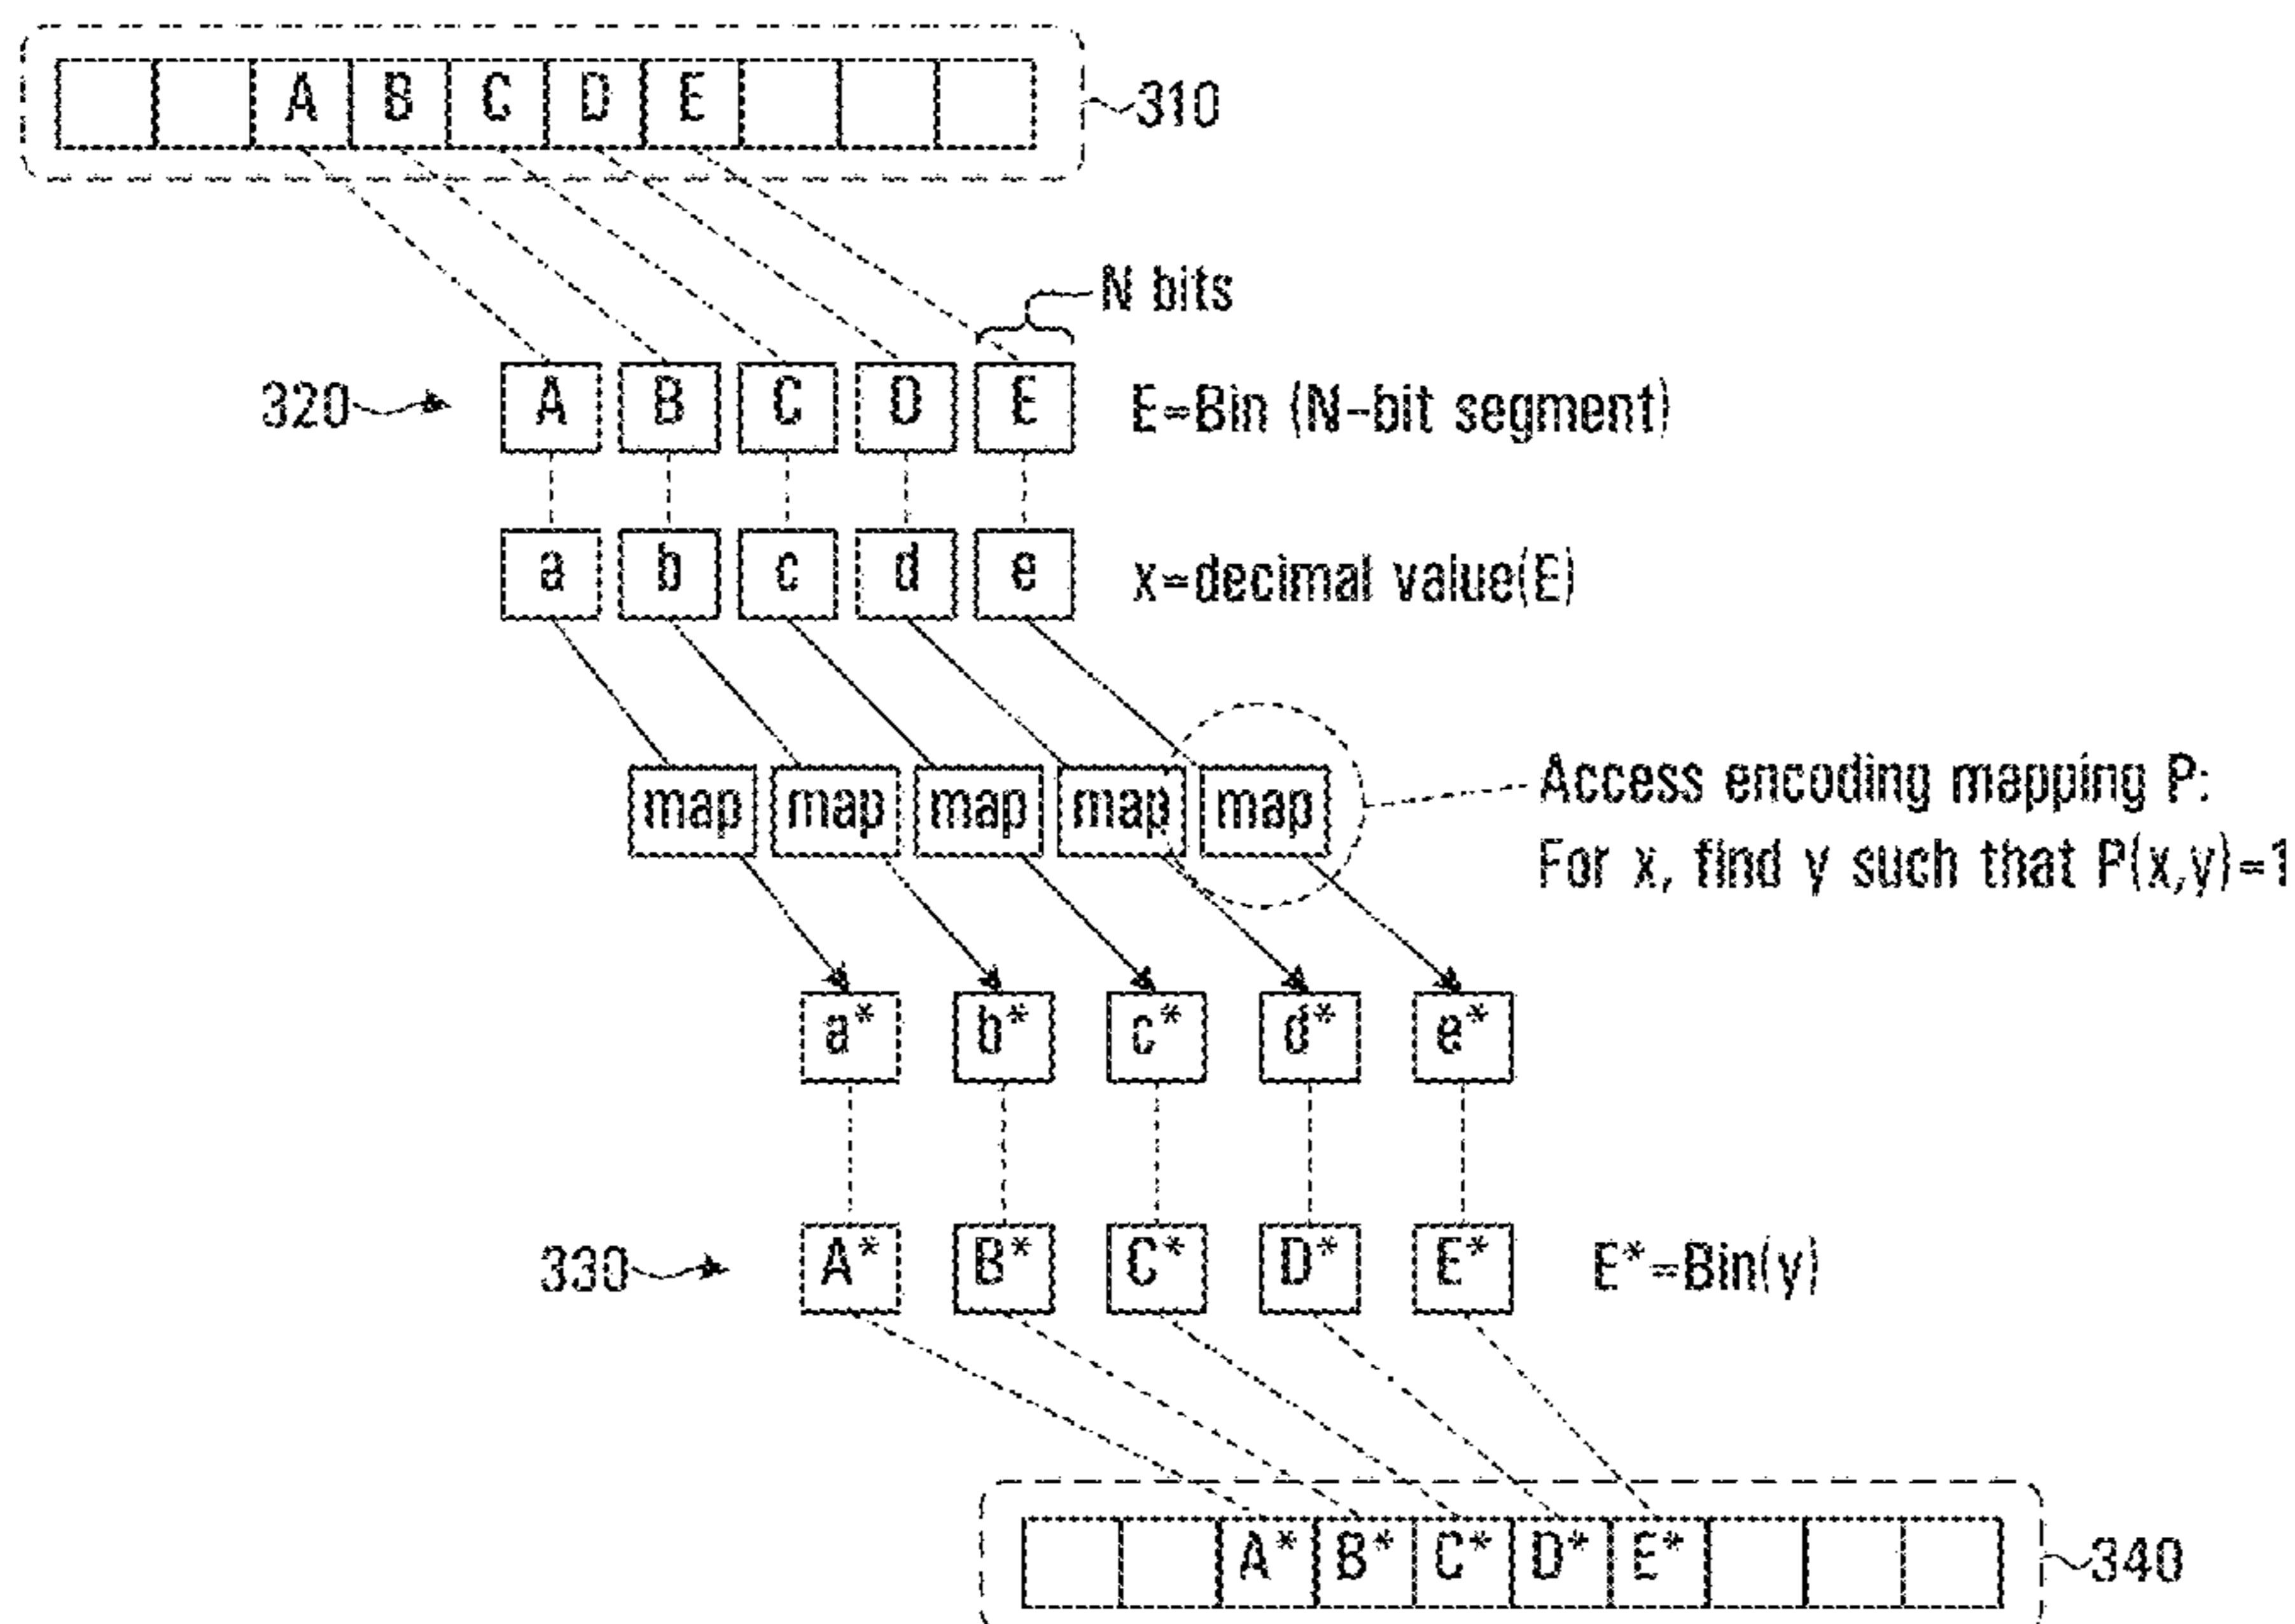 A B C D E
310
N bits
320 A B C D E E=Bin (N-bit segment)
a b c d e x=decimal value(E)
map map map map map
Access encoding mapping P:
For x, find y such that P(x,y)=1
a* b* c* d* e*
330 A* B* C* D* E* E*=Bin(y)
A* B* C* D* E*
340